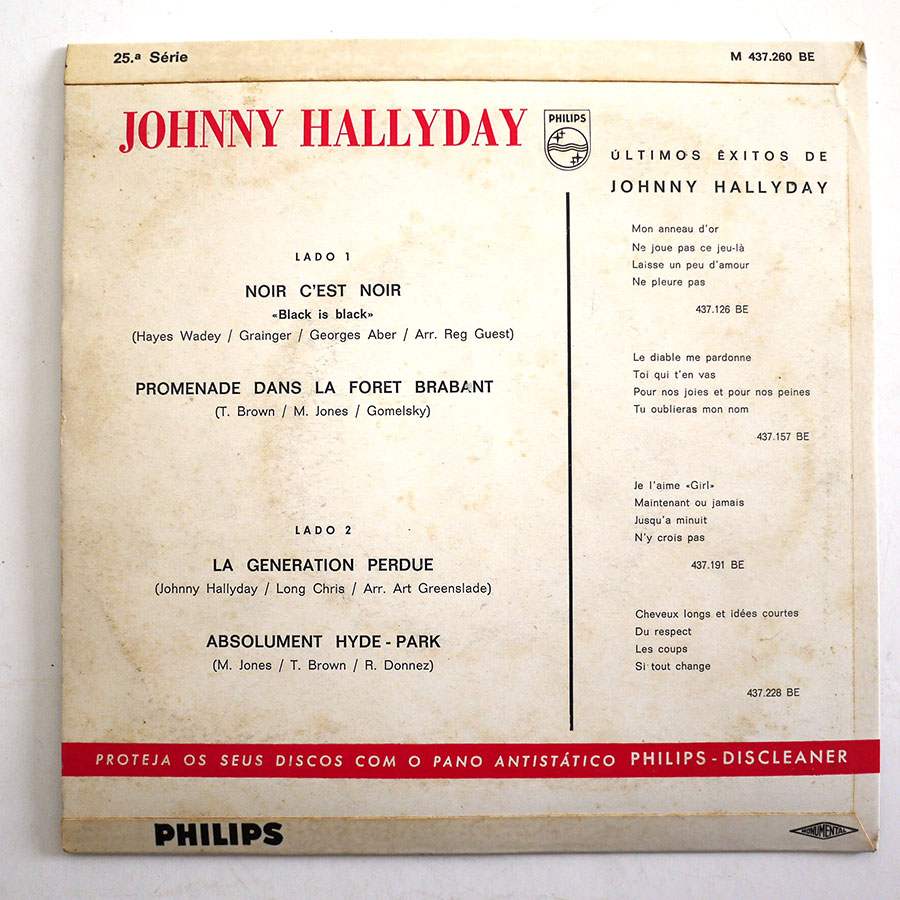 25.ª Série
M 437.260 BE
JOHNNY HALLYDAY
PHILIPS
LADO 1
NOIR C'EST NOIR
«Black is black»
(Hayes Wadey / Grainger / Georges Aber / Arr. Reg Guest)
PROMENADE DANS LA FORET BRABANT
(T. Brown / M. Jones / Gomelsky)
LADO 2
LA GENERATION PERDUE
(Johnny Hallyday / Long Chris / Arr. Art Greenslade)
ABSOLUMENT HYDE - PARK
(M. Jones / T. Brown / R. Donnez)
ÚLTIMOS ÊXITOS DE
JOHNNY HALLYDAY
Mon anneau d'or
Ne joue pas ce jeu-là
Laisse un peu d'amour
Ne pleure pas
437.126 BE
Le diable me pardonne
Toi qui t'en vas
Pour nos joies et pour nos peines
Tu oublieras mon nom
437.157 BE
Je l'aime «Girl»
Maintenant ou jamais
Jusqu'a minuit
N'y crois pas
437.191 BE
Cheveux longs et idées courtes
Du respect
Les coups
Si tout change
437.228 BE
PROTEJA OS SEUS DISCOS COM O PANO ANTISTÁTICO PHILIPS - DISCLEANER
PHILIPS
MONUMENTAL